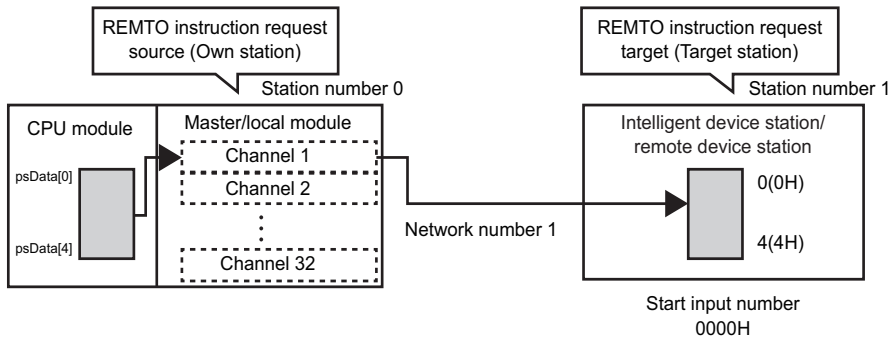 REMTO instruction request
source (Own station)
REMTO instruction request
target (Target station)
Station number 0
Station number 1
CPU module
psData[0]
psData[4]
Master/local module
Channel 1
Channel 2
Channel 32
Network number 1
Intelligent device station/
remote device station
0(0H)
4(4H)
Start input number
0000H